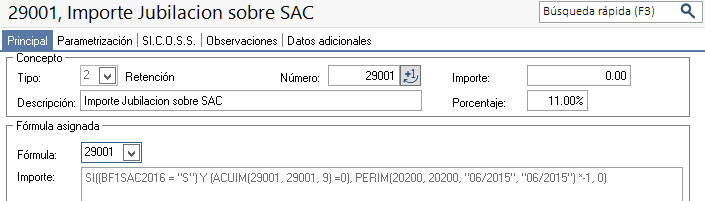 29001, Importe Jubilacion sobre SAC
Búsqueda rápida (F3)
Principal Parametrización SI.C.O.S.S. Observaciones Datos adicionales
Concepto
Tipo: 2 Retención Número: 29001 +1 Importe: 0.00
Descripción: Importe Jubilacion sobre SAC Porcentaje: 11.00%
Fórmula asignada
Fórmula: 29001
Importe: SI((BF1SAC2016 = "S") Y (ACUIM(29001, 29001, 9) =0), PERIM(20200, 20200, "06/2015", "06/2015") *-1, 0)